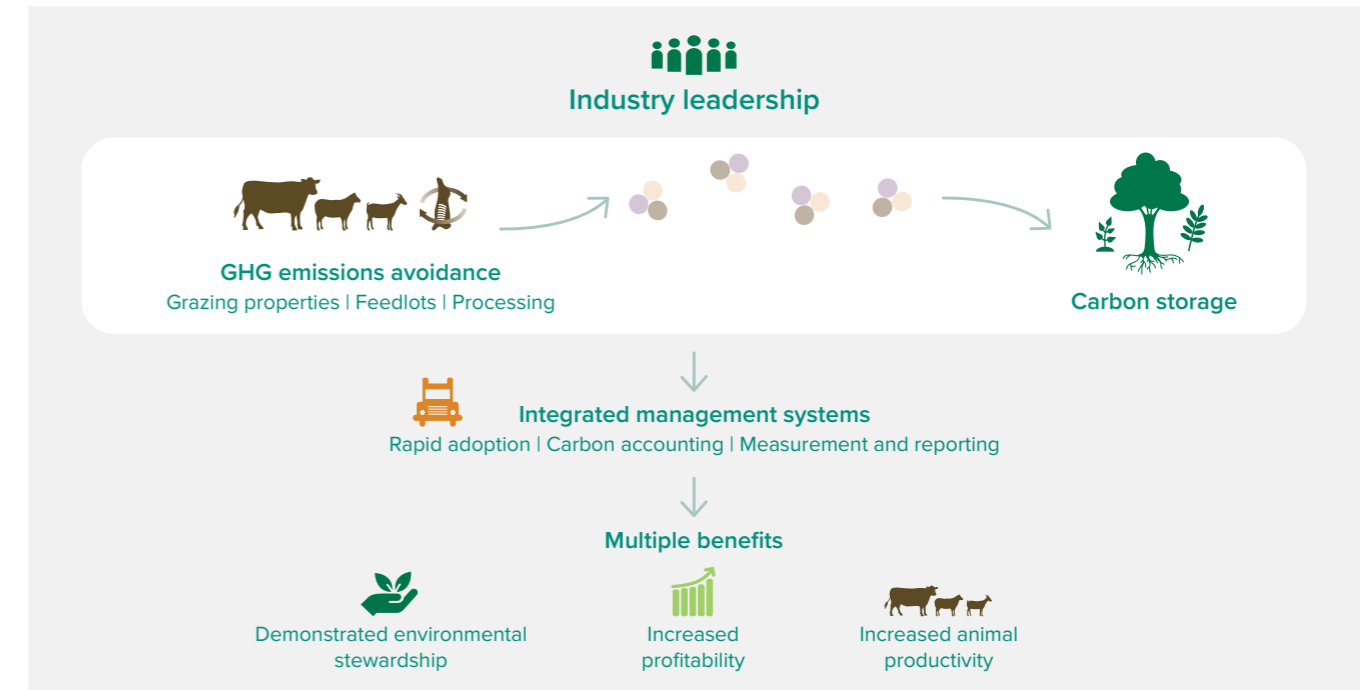 Industry leadership
GHG emissions avoidance
Grazing properties | Feedlots | Processing
Carbon storage
Integrated management systems
Rapid adoption | Carbon accounting | Measurement and reporting
Multiple benefits
Demonstrated environmental
stewardship
Increased
profitability
Increased animal
productivity